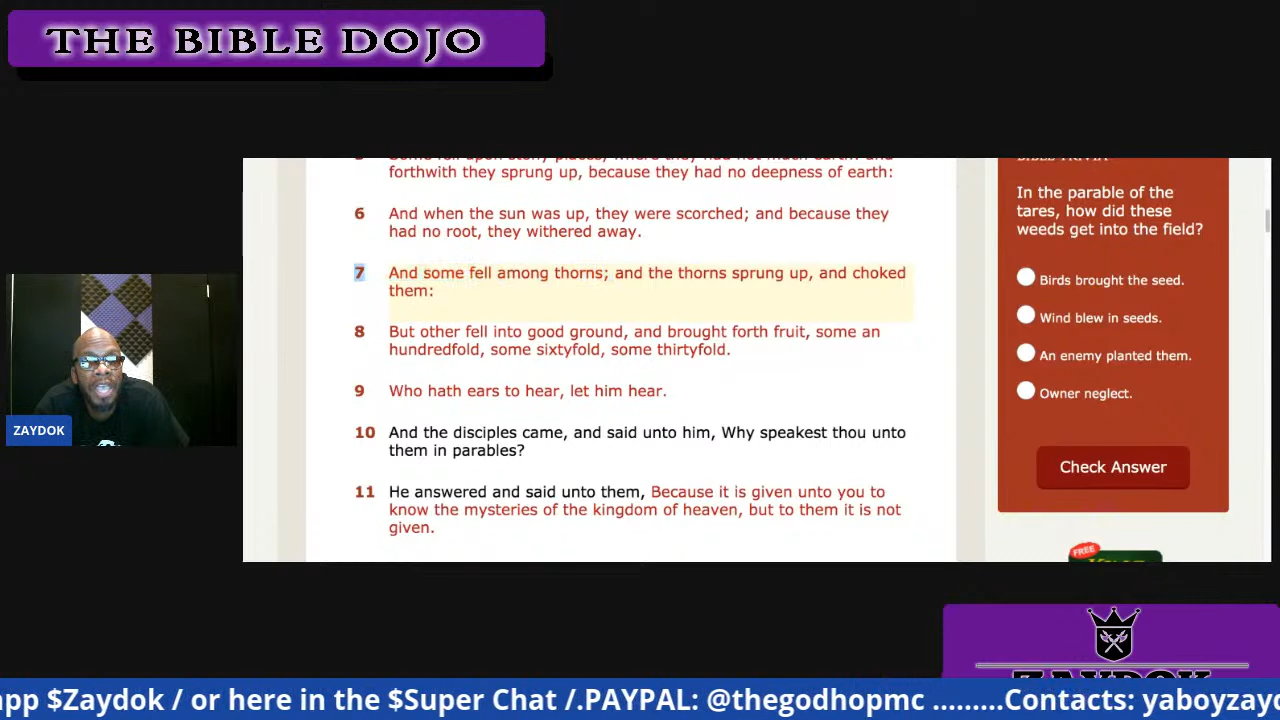 THE BIBLE DOJO
forthwith they sprung up, because they had no deepness of earth:
6 And when the sun was up, they were scorched; and because they
had no root, they withered away.
7 And some fell among thorns; and the thorns sprung up, and choked
them:
8 But other fell into good ground, and brought forth fruit, some an
hundredfold, some sixtyfold, some thirtyfold.
9 Who hath ears to hear, let him hear.
10 And the disciples came, and said unto him, Why speakest thou unto
them in parables?
11 He answered and said unto them, Because it is given unto you to
know the mysteries of the kingdom of heaven, but to them it is not
given.
BIBLE TRIVIA
In the parable of the
tares, how did these
weeds get into the field?
Birds brought the seed.
Wind blew in seeds.
An enemy planted them.
Owner neglect.
Check Answer
FREE
ZAYDOK
ZAYDOK
app $Zaydok / or here in the $Super Chat /.PAYPAL: @thegodhopmc .........Contacts: yaboyzayd